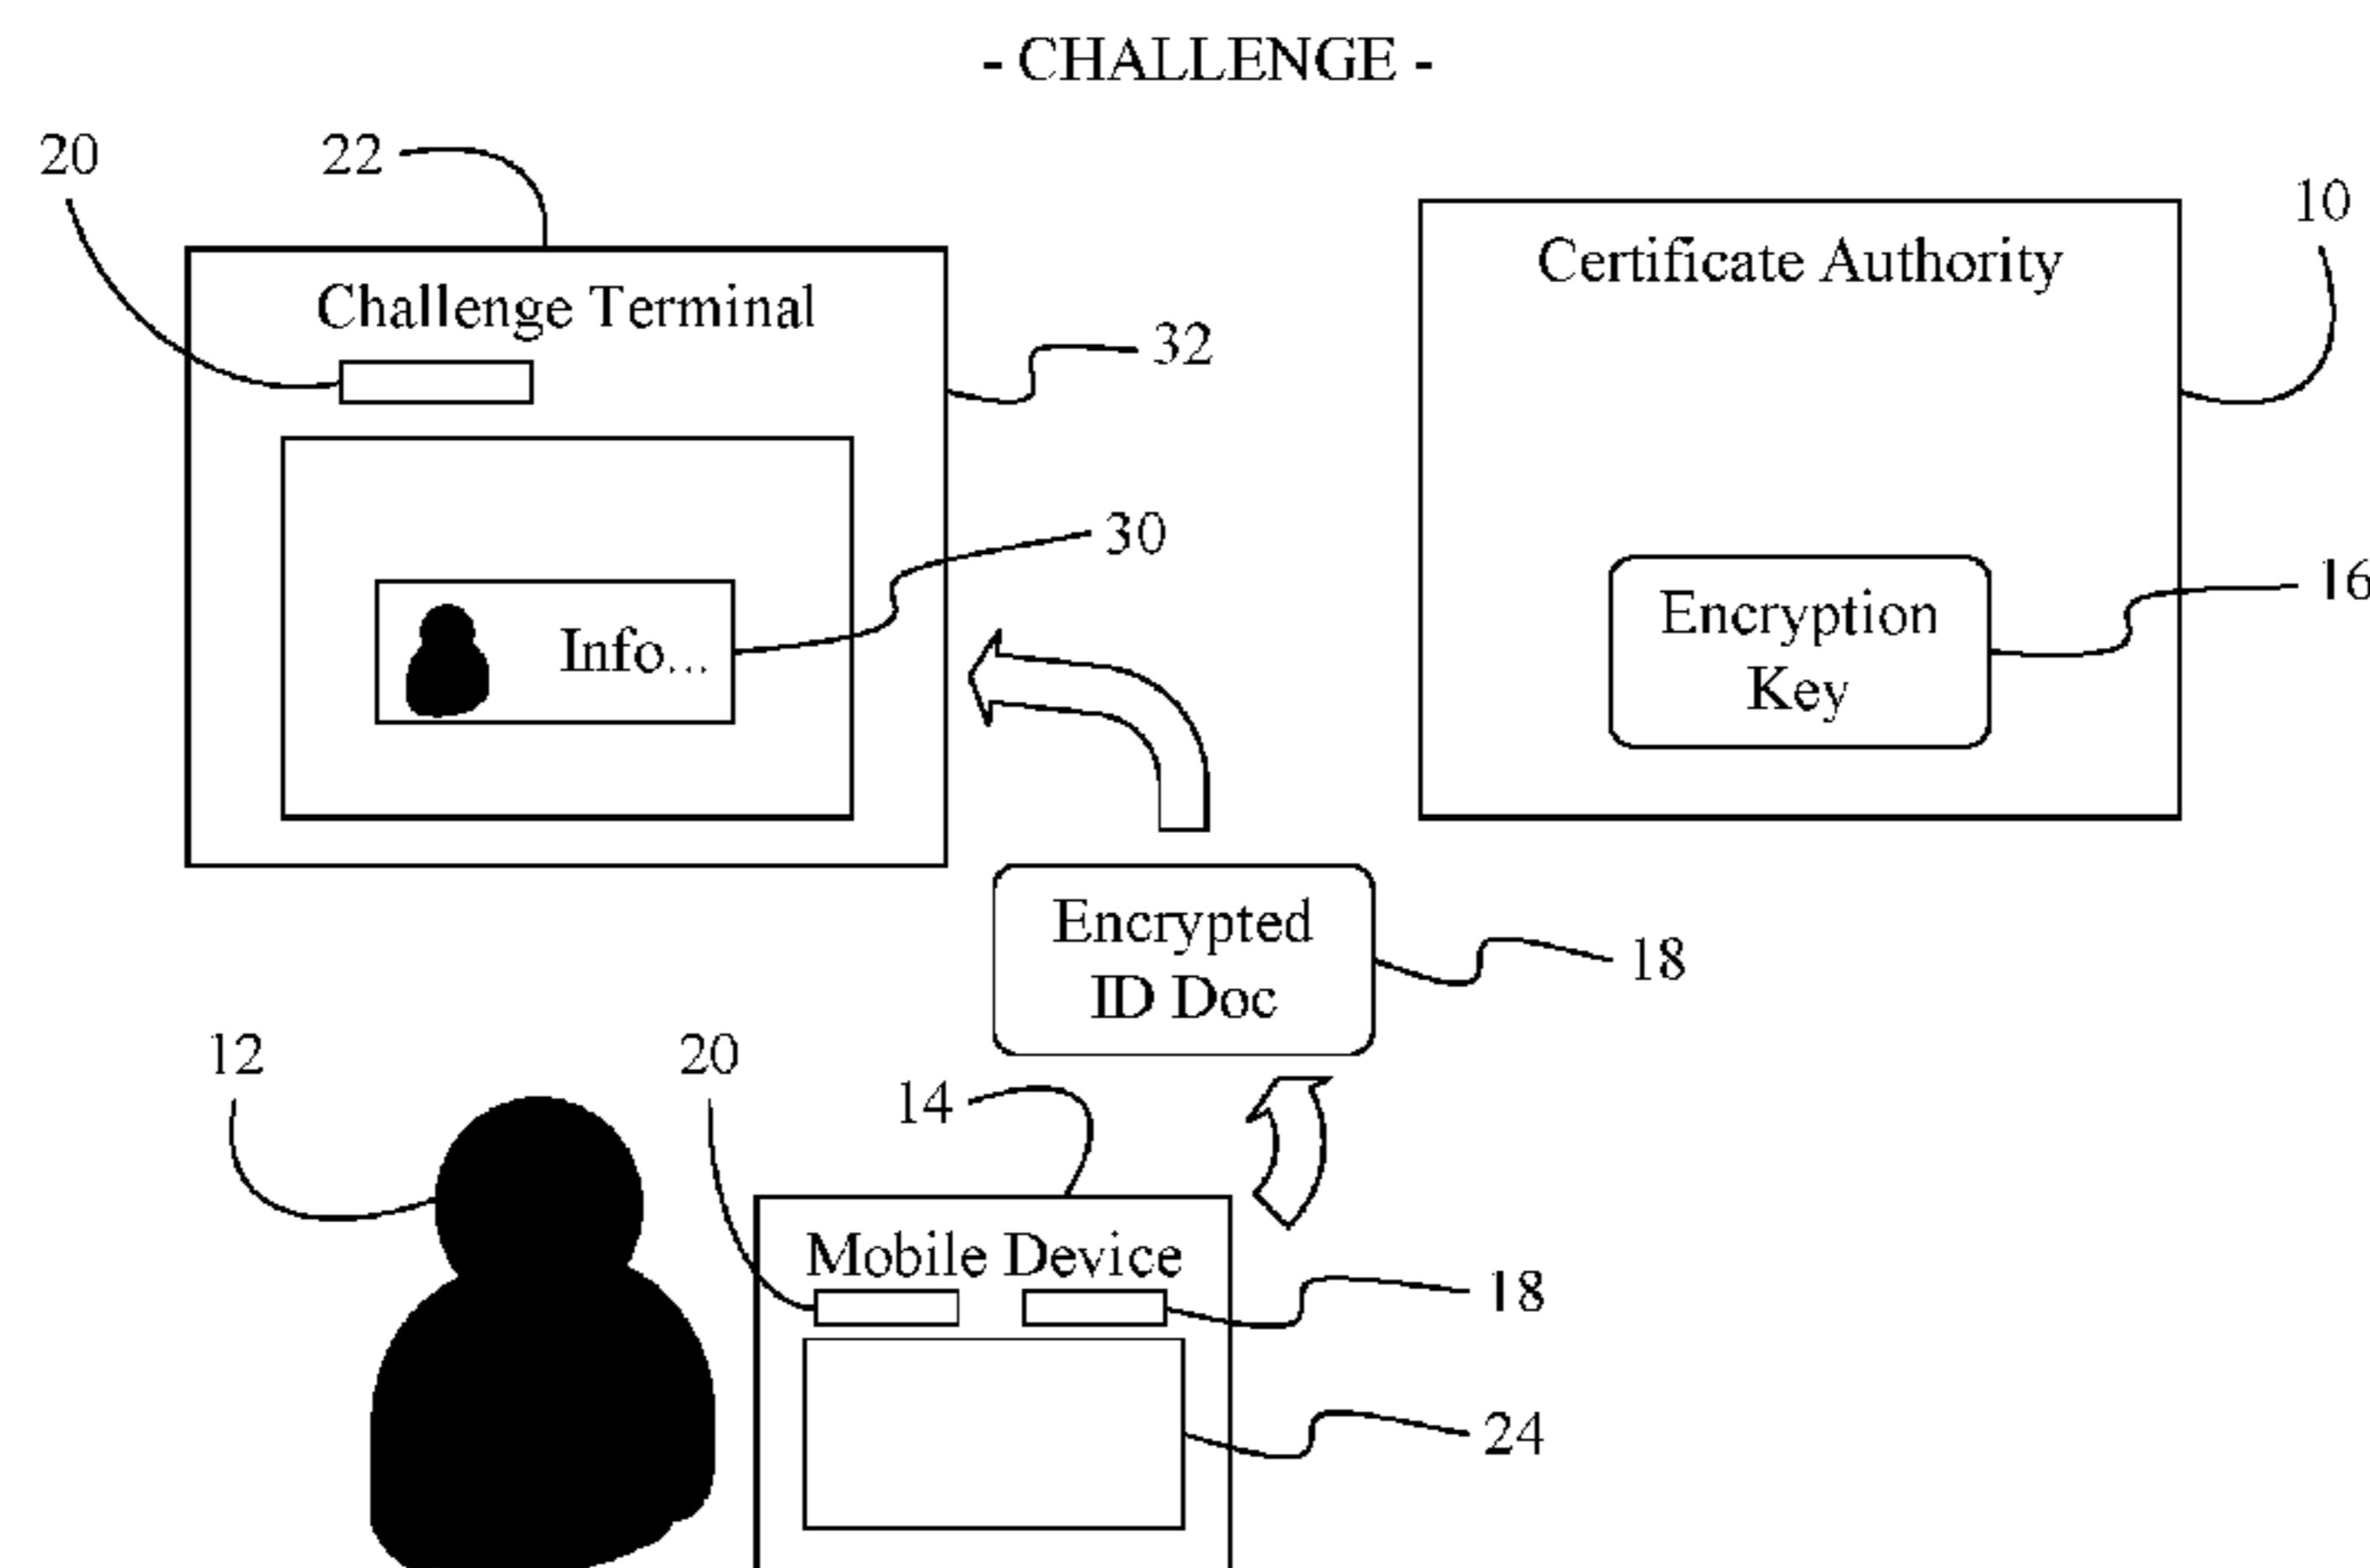 - CHALLENGE -
20
22
10
Certificate Authority
Challenge Terminal
32
30
Info...
16
Encryption
Key
Encrypted
ID Doc
18
12
20
14
Mobile Device
18
24